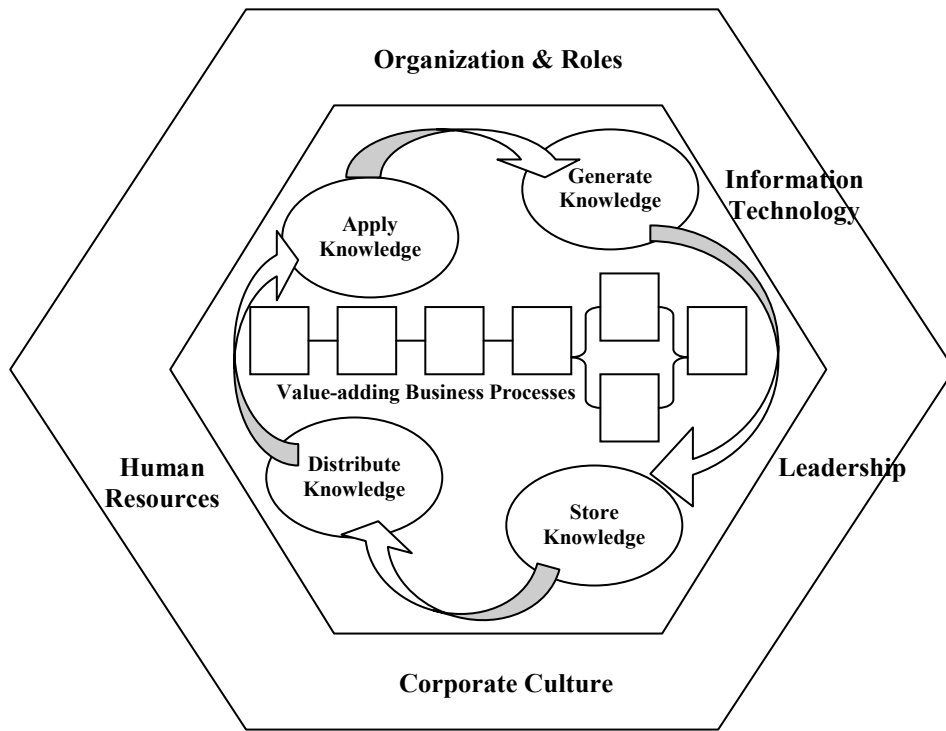 Organization & Roles
Generate
Knowledge
Information
Technology
Apply
Knowledge
Value-adding Business Processes
Human
Resources
Distribute
Knowledge
Leadership
Store
Knowledge
Corporate Culture